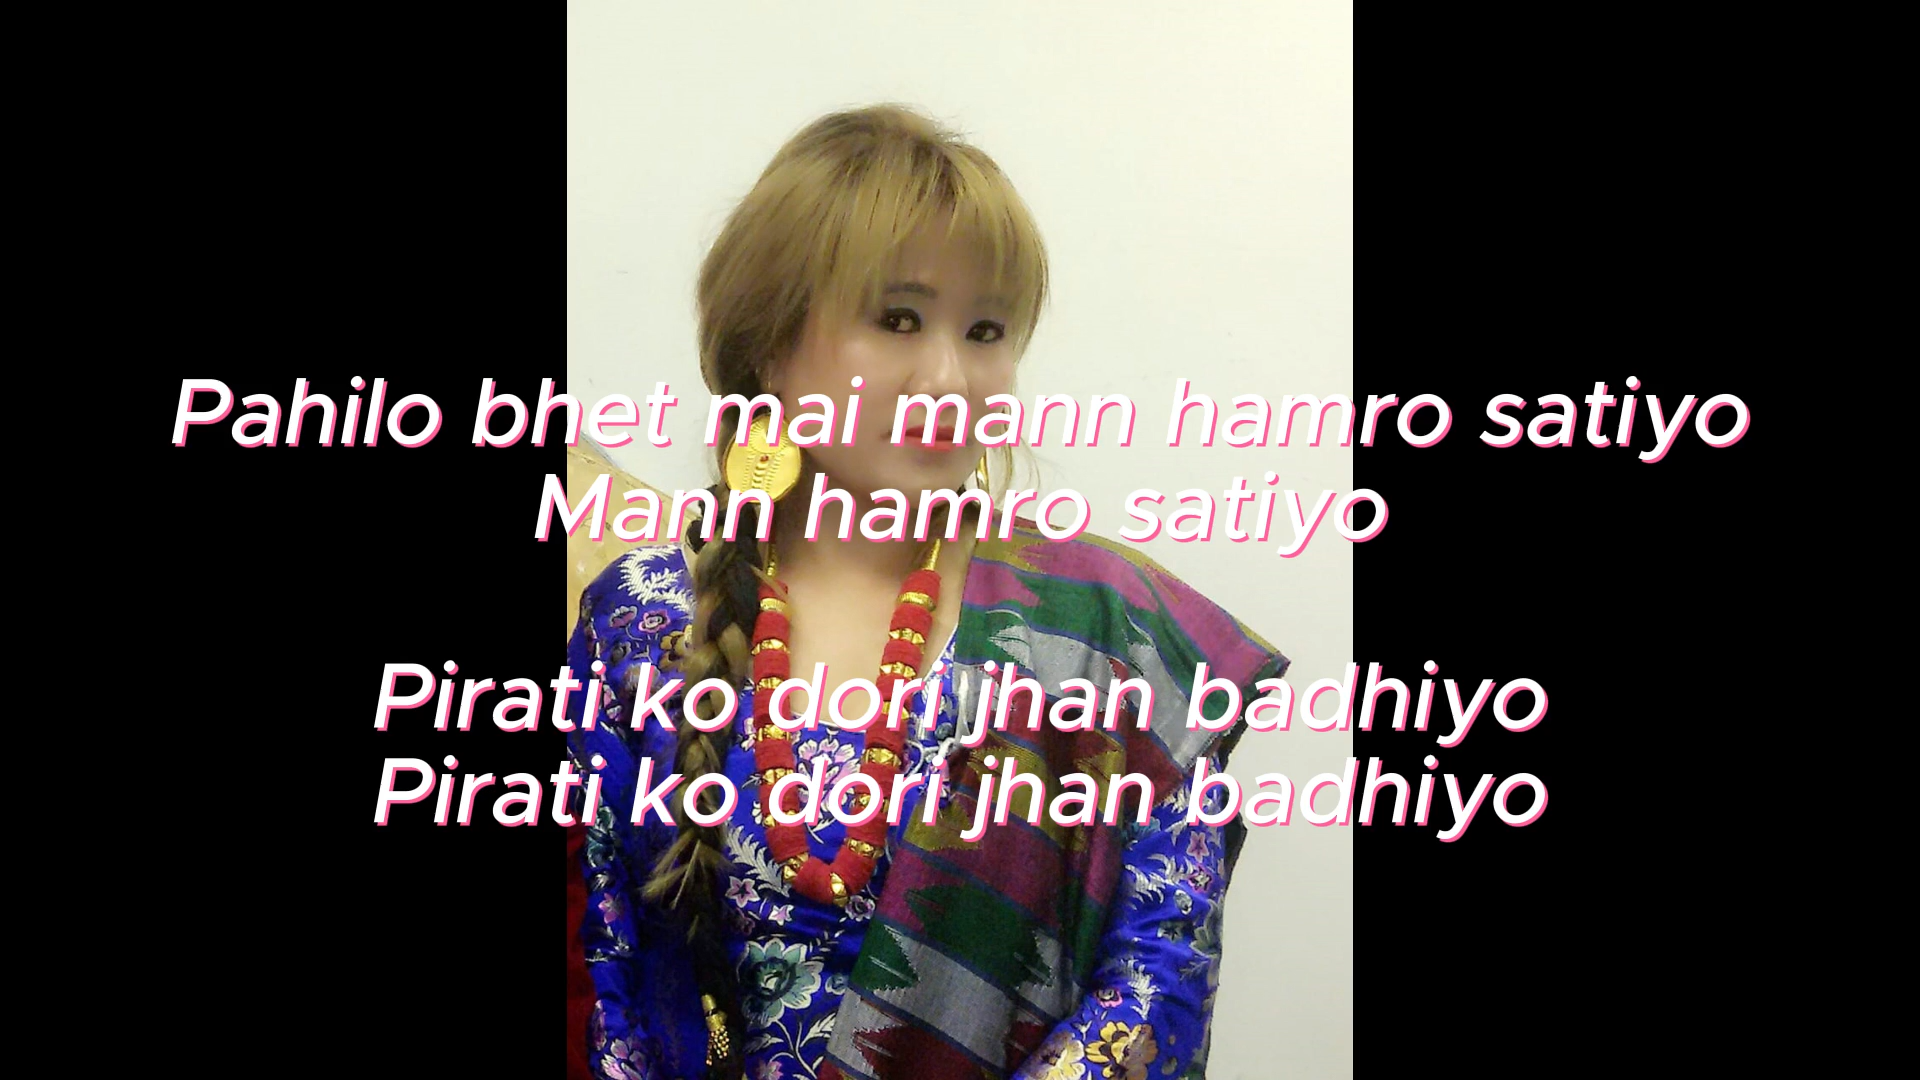 Pahilo bhet mai mann hamro satiyo
Mann hamro satiyo
Pirati ko dori jhan badhiyo
Pirati ko dori jhan badhiyo